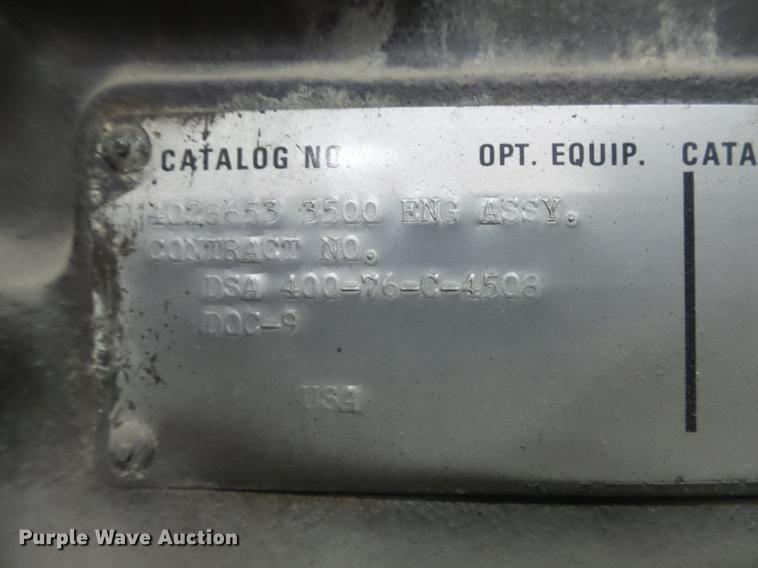 CATALOG NO. OPT. EQUIP. CATA
4023653 3500 ENG ASSY.
CONTRACT NO.
DSA 400-76-C-4508
DOC-9
USA
Purple Wave Auction